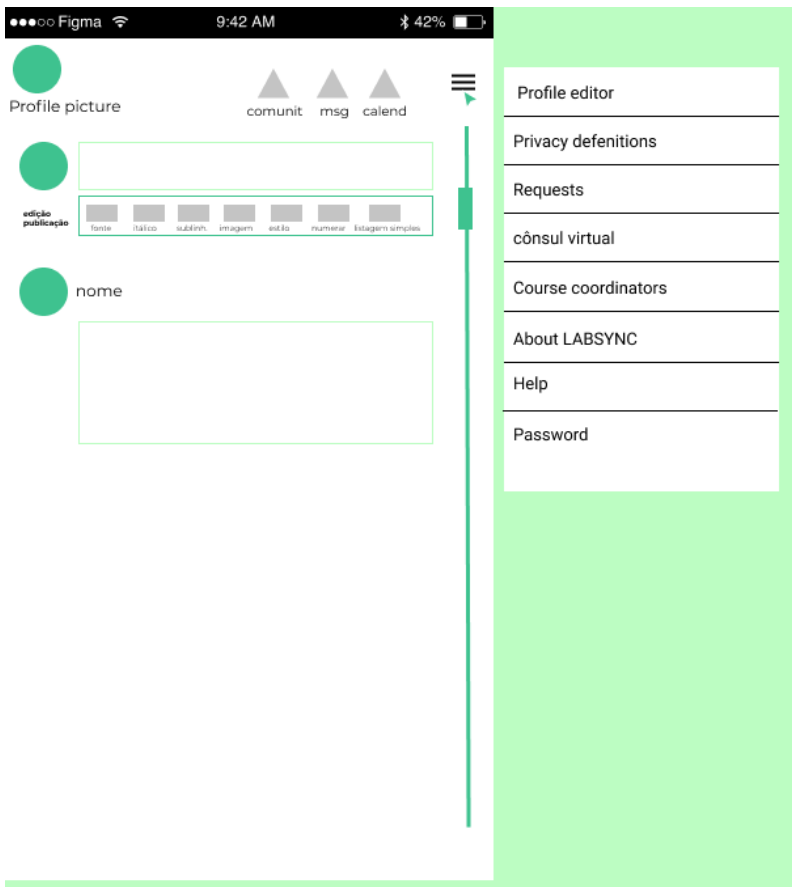 Figma 9:42 AM 42%
Profile picture
comunit msg calend
edição
publicação
fonte itálico sublinh. imagem estilo numerar listagem simples
nome
Profile editor
Privacy defenitions
Requests
cônsul virtual
Course coordinators
About LABSYNC
Help
Password